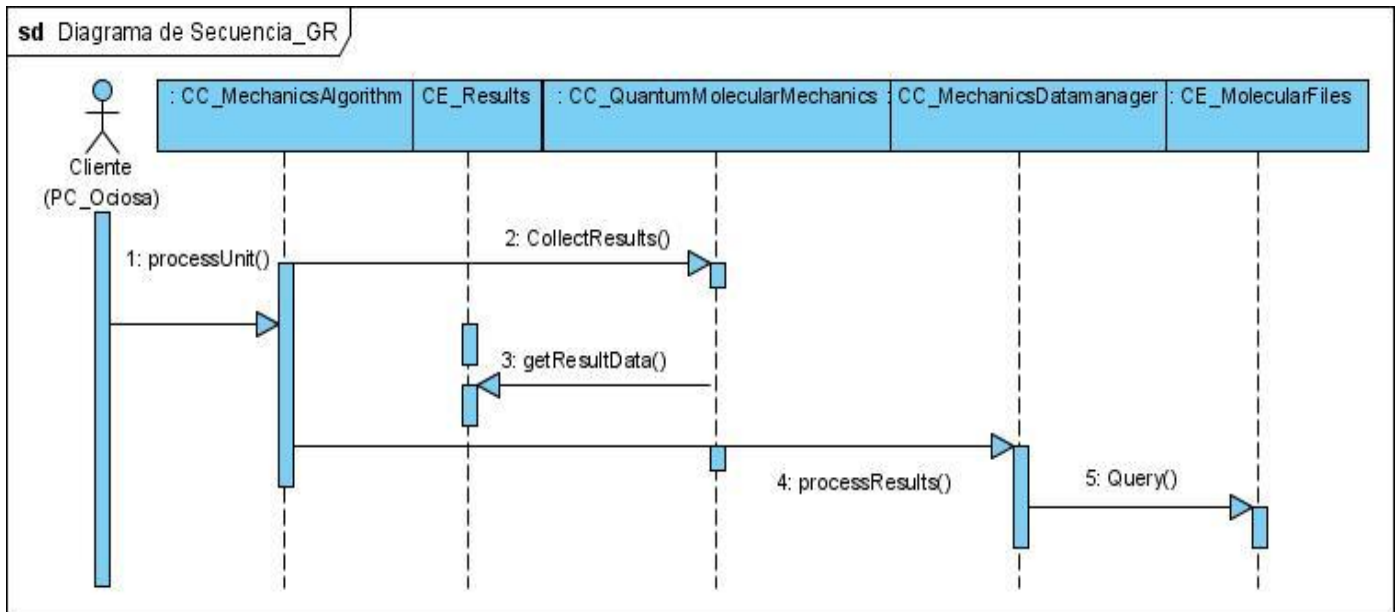 sd Diagrama de Secuencia_GR
: CC_MechanicsAlgorithm
CE_Results
: CC_QuantumMolecularMechanics
: CC_MechanicsDatamanager
: CE_MolecularFiles
Cliente
(PC_Ociosa)
1: processUnit()
2: CollectResults()
3: getResultData()
4: processResults()
5: Query()